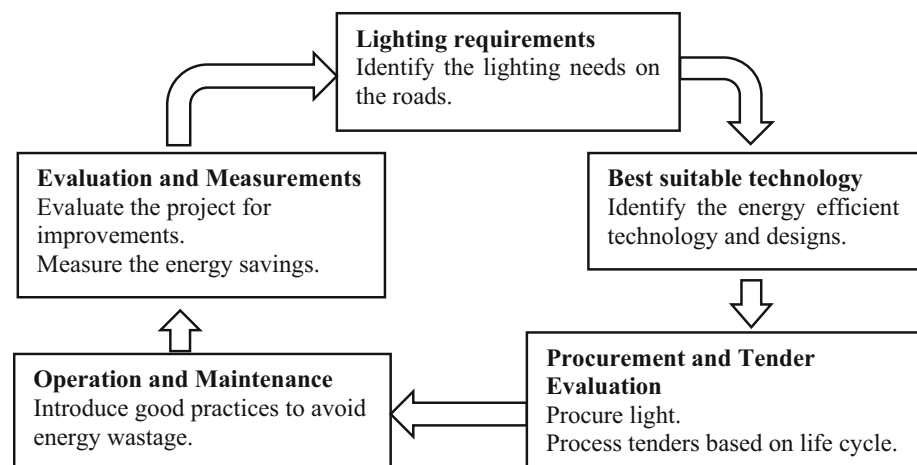 Lighting requirements
Identify the lighting needs on
the roads.
Best suitable technology
Identify the energy efficient
technology and designs.
Procurement and Tender
Evaluation
Procure light.
Process tenders based on life cycle.
Operation and Maintenance
Introduce good practices to avoid
energy wastage.
Evaluation and Measurements
Evaluate the project for
improvements.
Measure the energy savings.